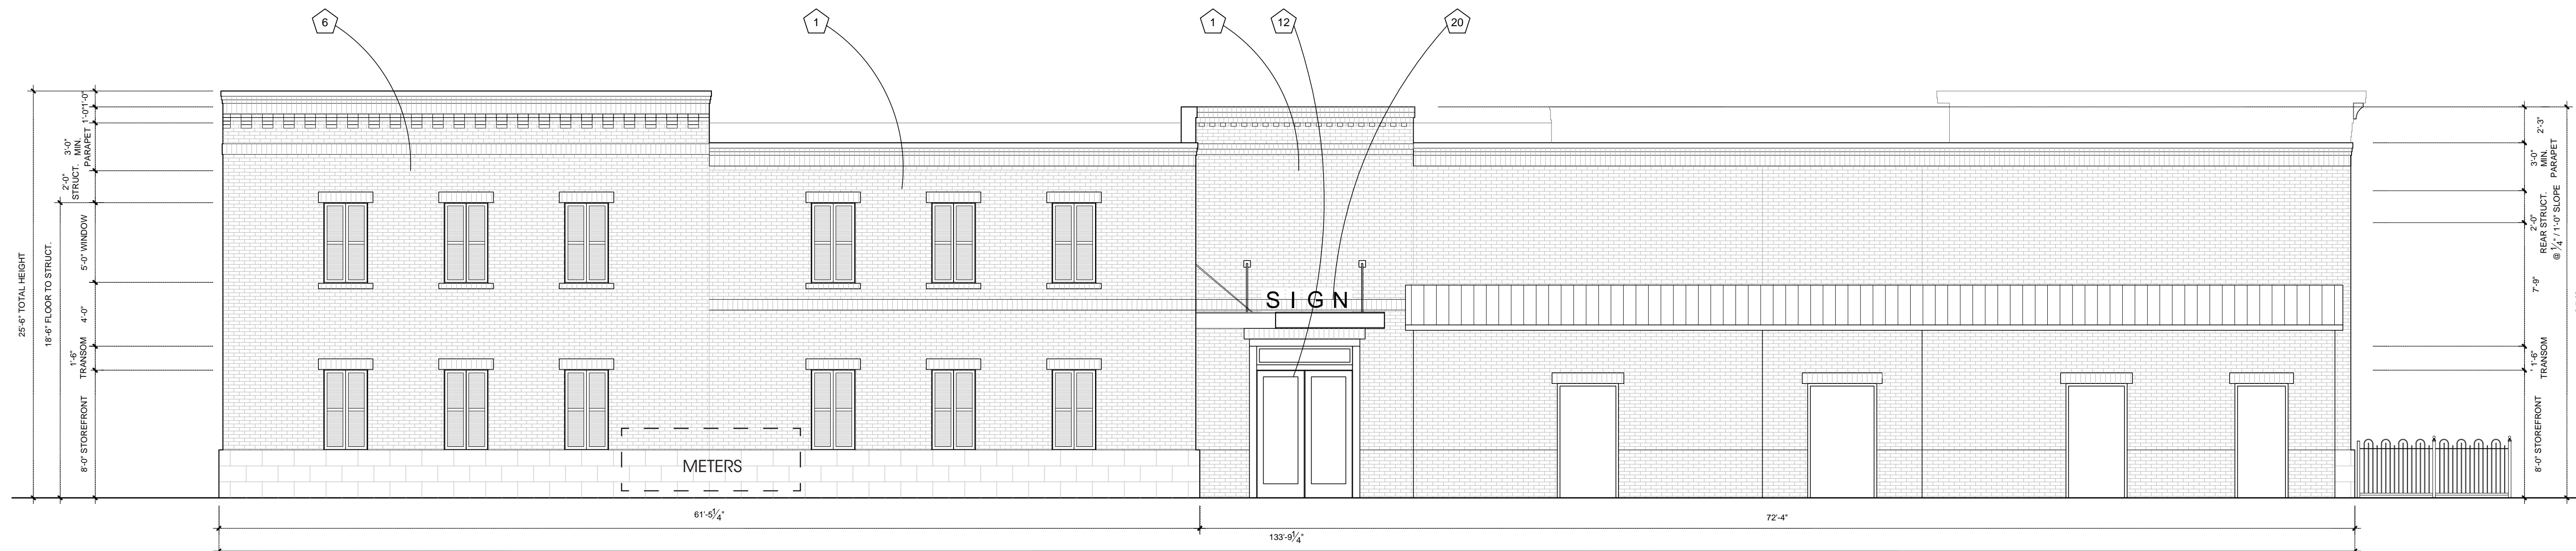 6
1
1
12
20
1'-0"
1'-0"
3'-0"
MIN.
PARAPET
2'-0"
STRUCT.
5'-0" WINDOW
4'-0"
1'-6"
TRANSOM
8'-0" STOREFRONT
18'-6" FLOOR TO STRUCT.
25'-6" TOTAL HEIGHT
SIGN
METERS
2'-3"
3'-0"
MIN.
PARAPET
2'-0"
REAR STRUCT.
@ 1/4" / 1'-0" SLOPE
7'-9"
1'-6"
TRANSOM
8'-0" STOREFRONT
61'-5 1/4"
72'-4"
133'-9 1/4"